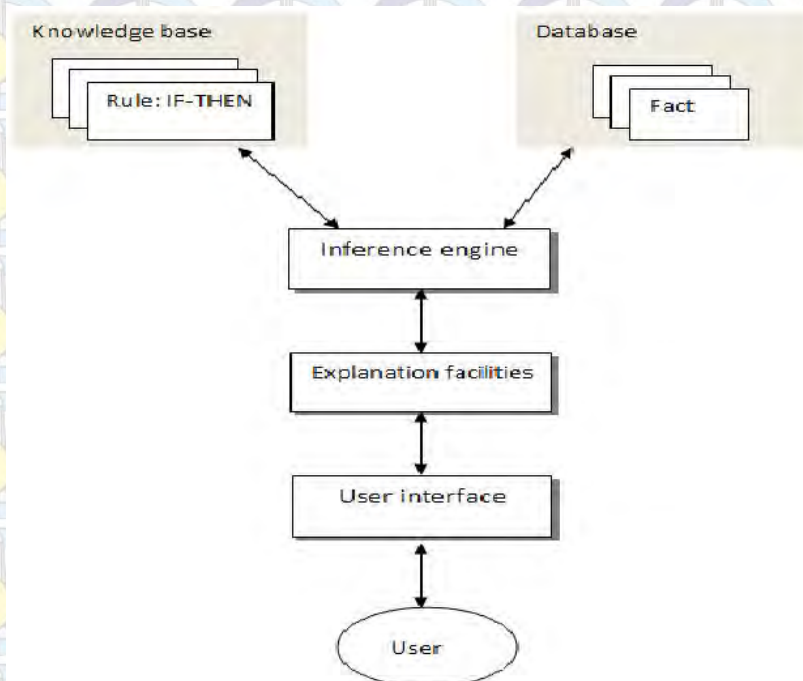 Knowledge base
Database
Rule: IF-THEN
Fact
Inference engine
Explanation facilities
User interface
User